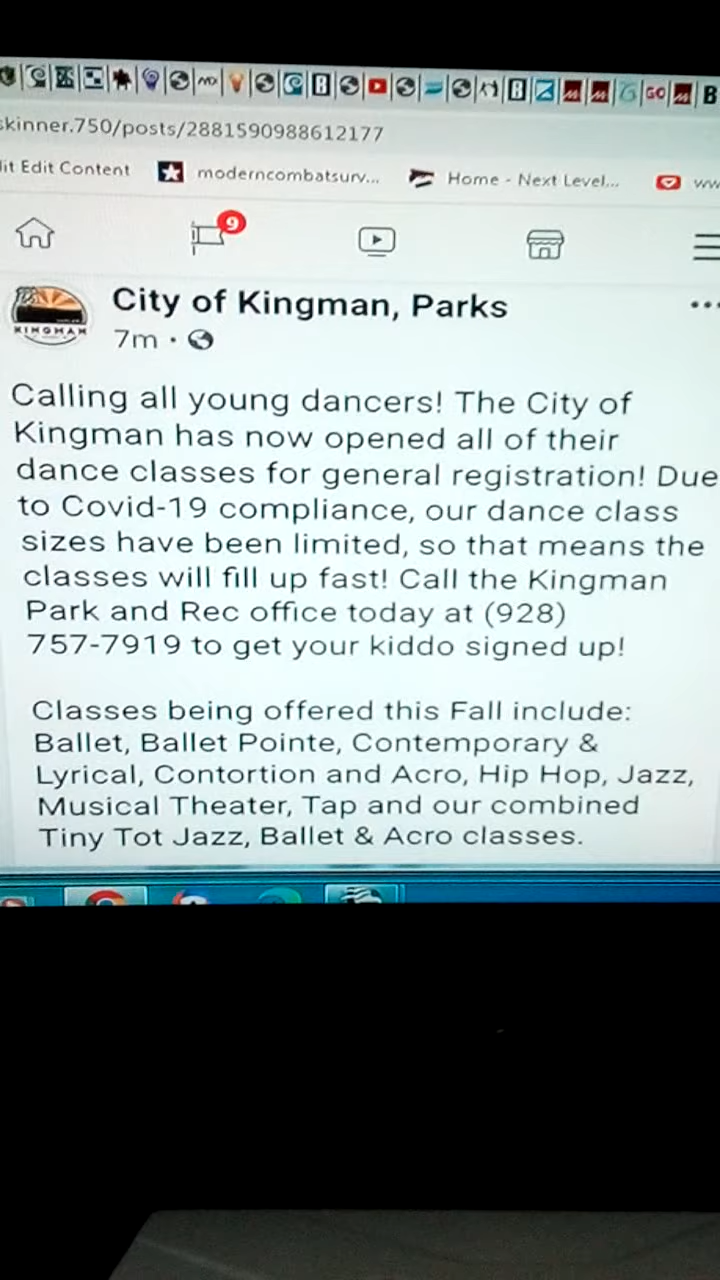 skinner.750/posts/2881590988612177
it Edit Content moderncombatsurv... Home - Next Level... ww
9
KINGMAN
City of Kingman, Parks
7m ·
Calling all young dancers! The City of
Kingman has now opened all of their
dance classes for general registration! Due
to Covid-19 compliance, our dance class
sizes have been limited, so that means the
classes will fill up fast! Call the Kingman
Park and Rec office today at (928)
757-7919 to get your kiddo signed up!
Classes being offered this Fall include:
Ballet, Ballet Pointe, Contemporary &
Lyrical, Contortion and Acro, Hip Hop, Jazz,
Musical Theater, Tap and our combined
Tiny Tot Jazz, Ballet & Acro classes.